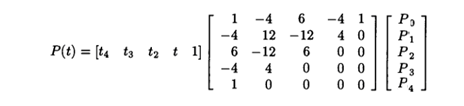 P(t) = [t4 t3 t2 t 1] [ 1 -4 6 -4 1 ] [ P0 ]
[ -4 12 -12 4 0 ] [ P1 ]
[ 6 -12 6 0 0 ] [ P2 ]
[ -4 4 0 0 0 ] [ P3 ]
[ 1 0 0 0 0 ] [ P4 ]